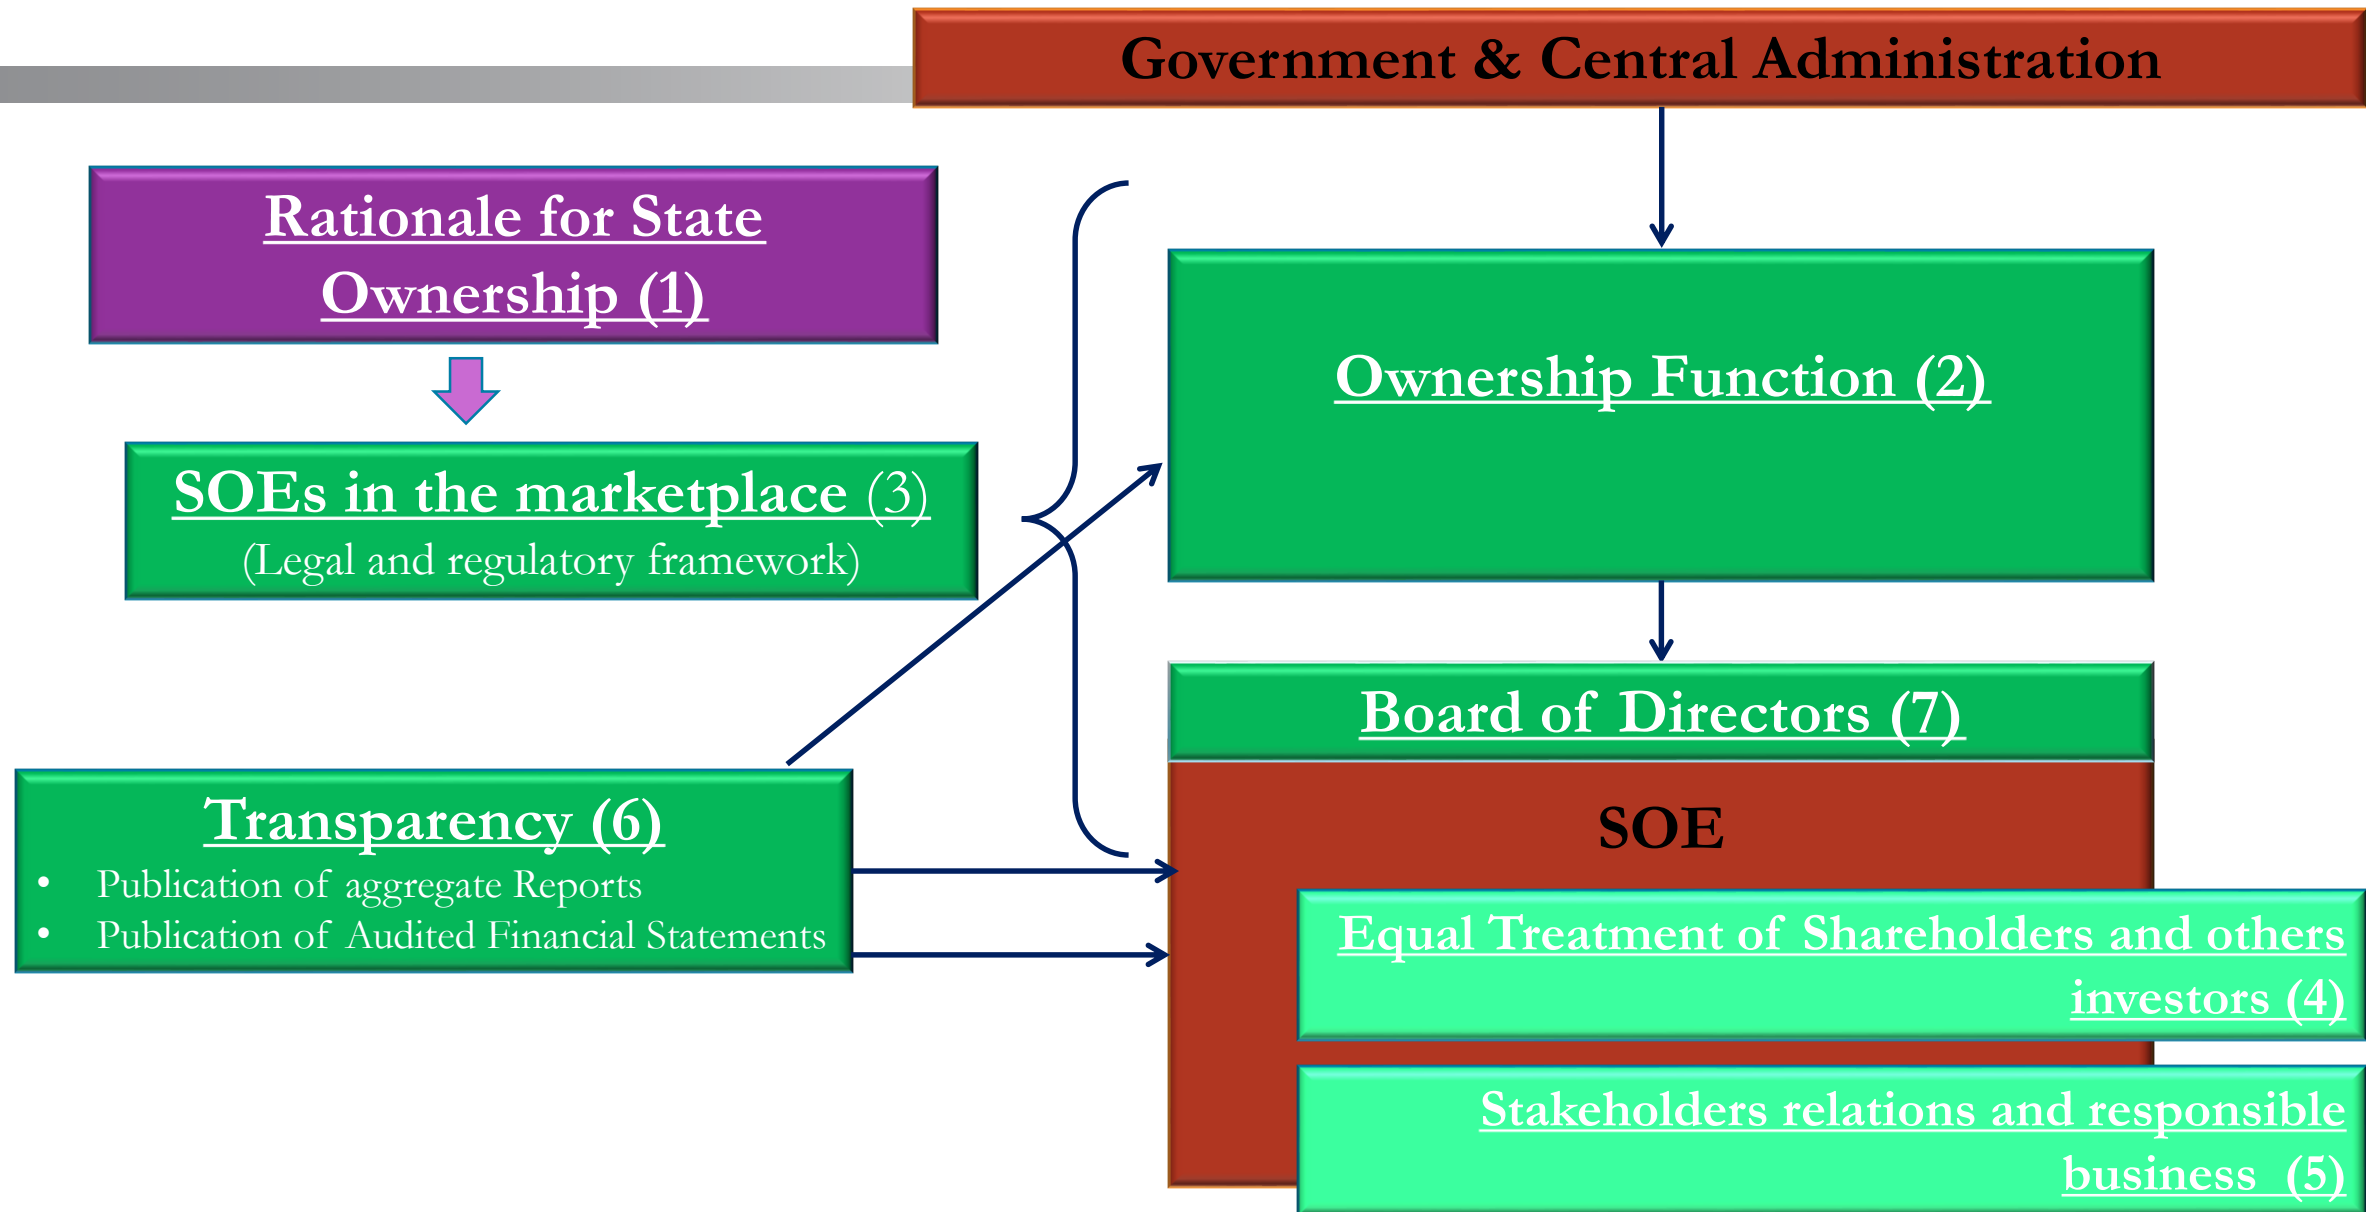 Government & Central Administration
Rationale for State
Ownership (1)
Ownership Function (2)
SOEs in the marketplace (3)
(Legal and regulatory framework)
Board of Directors (7)
Transparency (6)
• Publication of aggregate Reports
• Publication of Audited Financial Statements
SOE
Equal Treatment of Shareholders and others
investors (4)
Stakeholders relations and responsible
business (5)